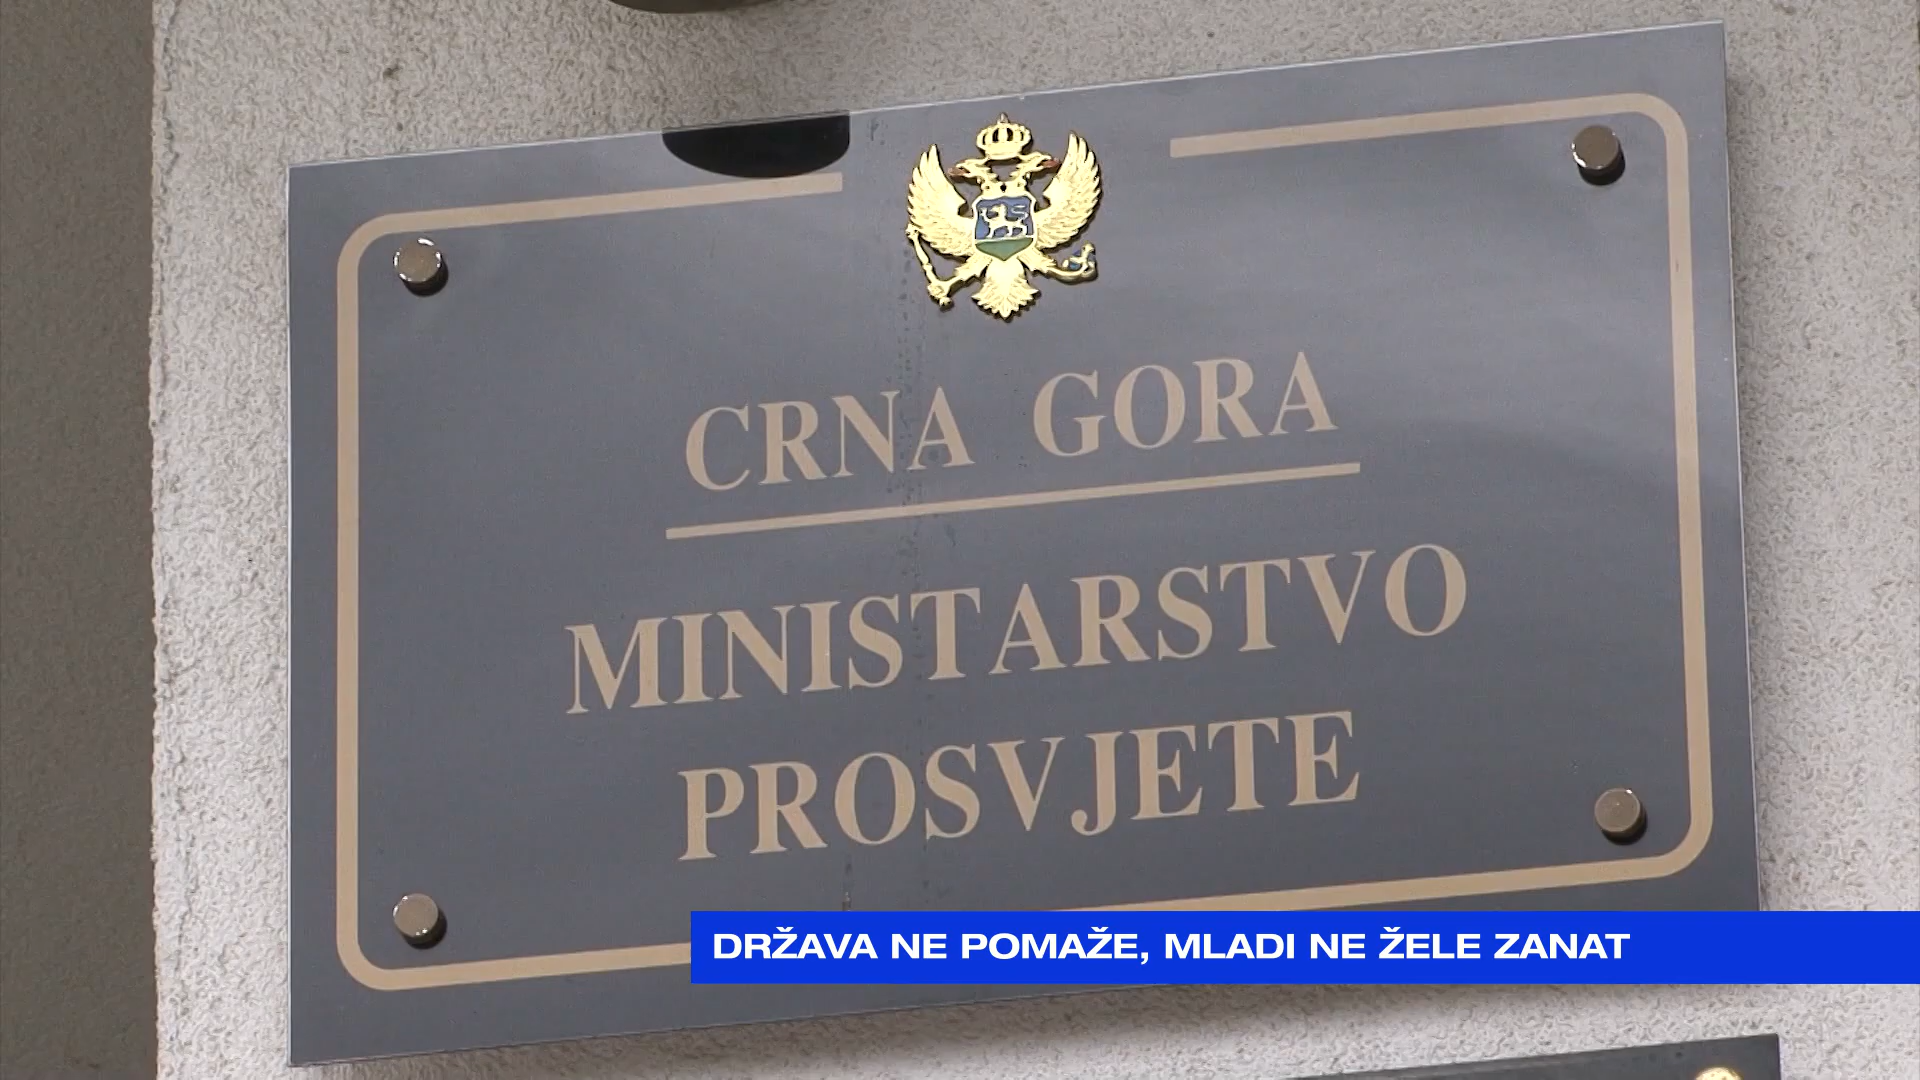 CRNA GORA
MINISTARSTVO
PROSVJETE
DRŽAVA NE POMAŽE, MLADI NE ŽELE ZANAT